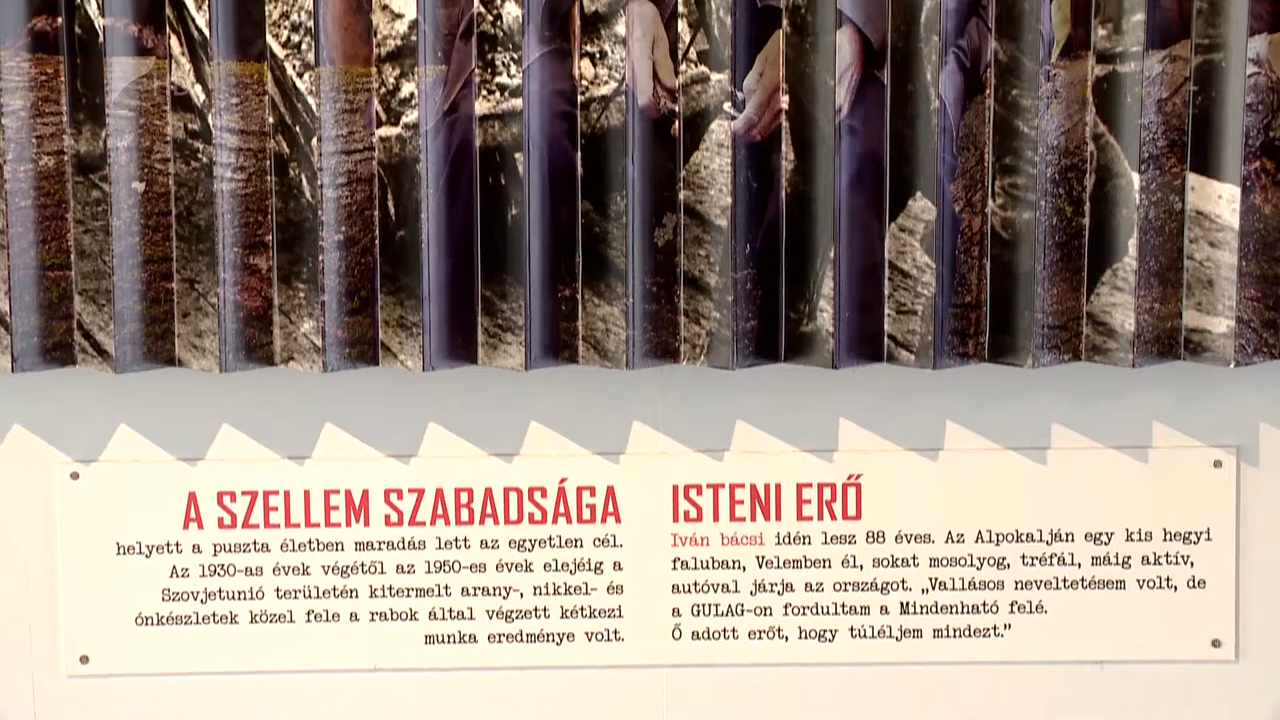 A SZELLEM SZABADSÁGA
helyett a puszta életben maradás lett az egyetlen cél.
Az 1930-as évek végétől az 1950-es évek elejéig a
Szovjetunió területén kitermelt arany-, nikkel- és
ónkészletek közel fele a rabok által végzett kétkezi
munka eredménye volt.
ISTENI ERŐ
Iván bácsi idén lesz 88 éves. Az Alpokalján egy kis hegyi
faluban, Velemben él, sokat mosolyog, tréfál, máig aktív,
autóval járja az országot. „Vallásos neveltetésem volt, de
a GULAG-on fordultam a Mindenható felé.
Ő adott erőt, hogy túléljem mindezt.”